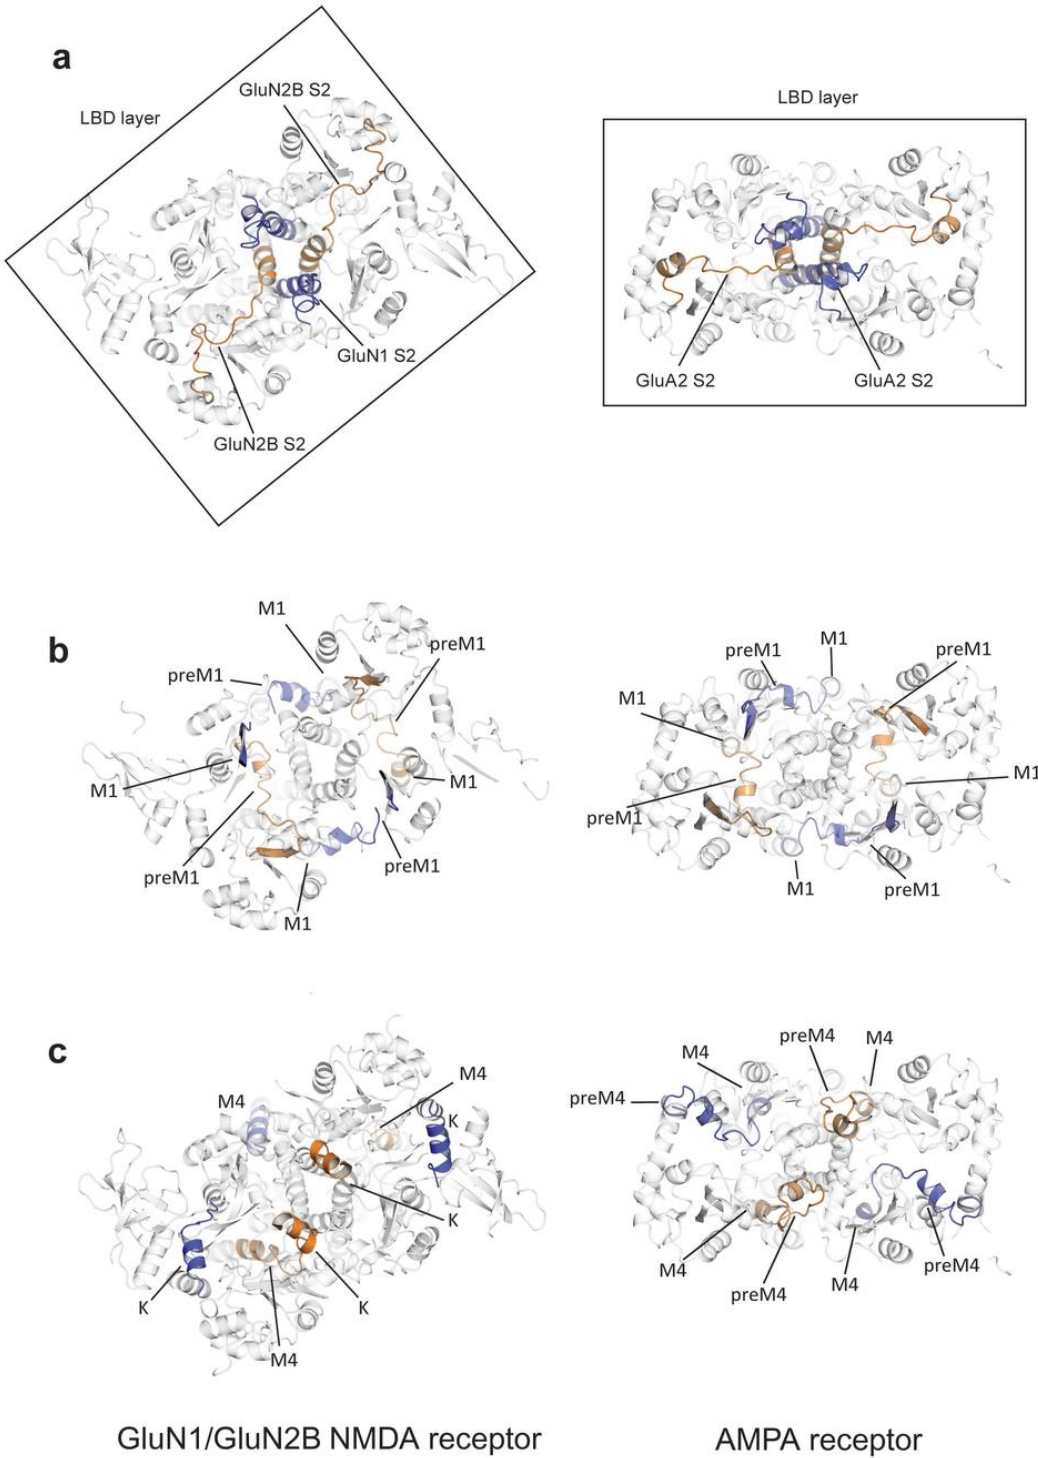 a
GluN2B S2
LBD layer
GluN1 S2
GluN2B S2
LBD layer
GluA2 S2
GluA2 S2
b
M1
preM1
preM1
M1
M1
preM1
preM1
M1
M1
preM1
preM1
M1
M1
preM1
M1
preM1
c
M4
M4
K
K
K
K
M4
preM4
M4
M4
preM4
M4
preM4
M4
preM4
GluN1/GluN2B NMDA receptor
AMPA receptor